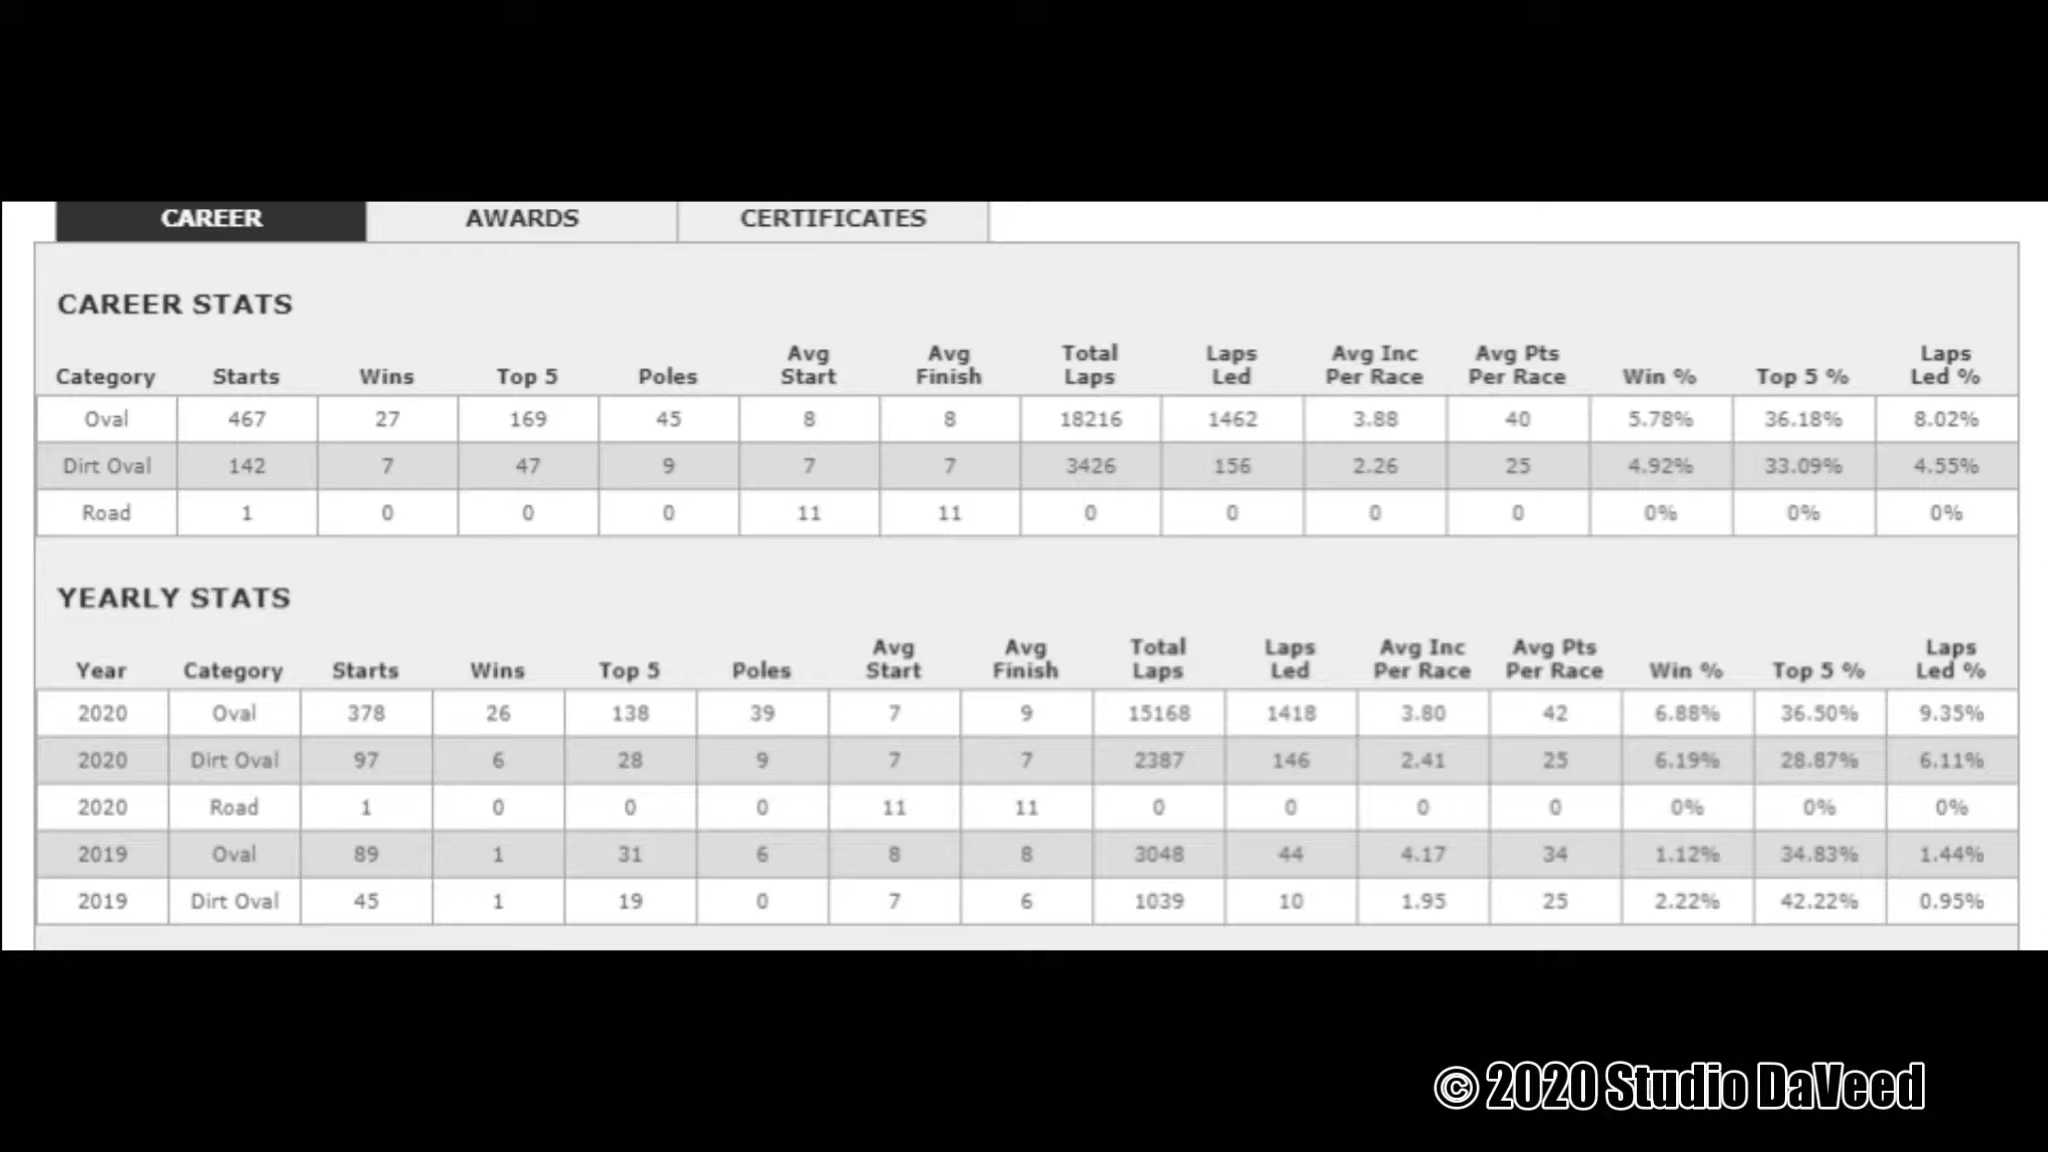 CAREER AWARDS CERTIFICATES
CAREER STATS
Category Starts Wins Top 5 Poles Avg Start Avg Finish Total Laps Laps Led Avg Inc Per Race Avg Pts Per Race Win % Top 5 % Laps Led %
Oval 467 27 169 45 8 8 18216 1462 3.88 40 5.78% 36.18% 8.02%
Dirt Oval 142 7 47 9 7 7 3426 156 2.26 25 4.92% 33.09% 4.55%
Road 1 0 0 0 11 11 0 0 0 0 0% 0% 0%
YEARLY STATS
Year Category Starts Wins Top 5 Poles Avg Start Avg Finish Total Laps Laps Led Avg Inc Per Race Avg Pts Per Race Win % Top 5 % Laps Led %
2020 Oval 378 26 138 39 7 9 15168 1418 3.80 42 6.88% 36.50% 9.35%
2020 Dirt Oval 97 6 28 9 7 7 2387 146 2.41 25 6.19% 28.87% 6.11%
2020 Road 1 0 0 0 11 11 0 0 0 0 0% 0% 0%
2019 Oval 89 1 31 6 8 8 3048 44 4.17 34 1.12% 34.83% 1.44%
2019 Dirt Oval 45 1 19 0 7 6 1039 10 1.95 25 2.22% 42.22% 0.95%
© 2020 Studio DaVeed